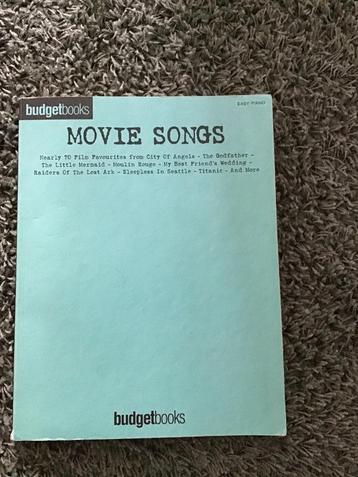 budgetbooks
EASY PIANO
MOVIE SONGS
Nearly 70 Film Favourites from City Of Angels - The Godfather -
The Little Mermaid - Moulin Rouge - My Best Friend's Wedding -
Raiders Of The Lost Ark - Sleepless In Seattle - Titanic - And More
budgetbooks